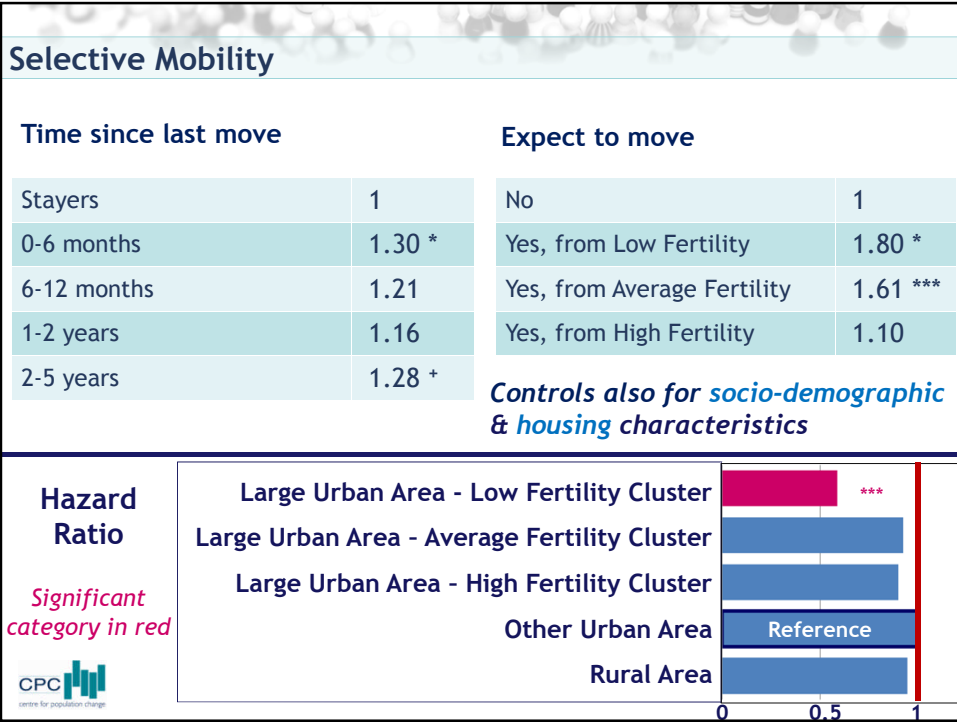 Selective Mobility
Time since last move
Stayers 1
0-6 months 1.30 *
6-12 months 1.21
1-2 years 1.16
2-5 years 1.28 +
Expect to move
No 1
Yes, from Low Fertility 1.80 *
Yes, from Average Fertility 1.61 ***
Yes, from High Fertility 1.10
Controls also for socio-demographic
& housing characteristics
Hazard
Ratio
Significant
category in red
CPC
centre for population change
Large Urban Area - Low Fertility Cluster ***
Large Urban Area – Average Fertility Cluster
Large Urban Area – High Fertility Cluster
Other Urban Area Reference
Rural Area
0 0.5 1